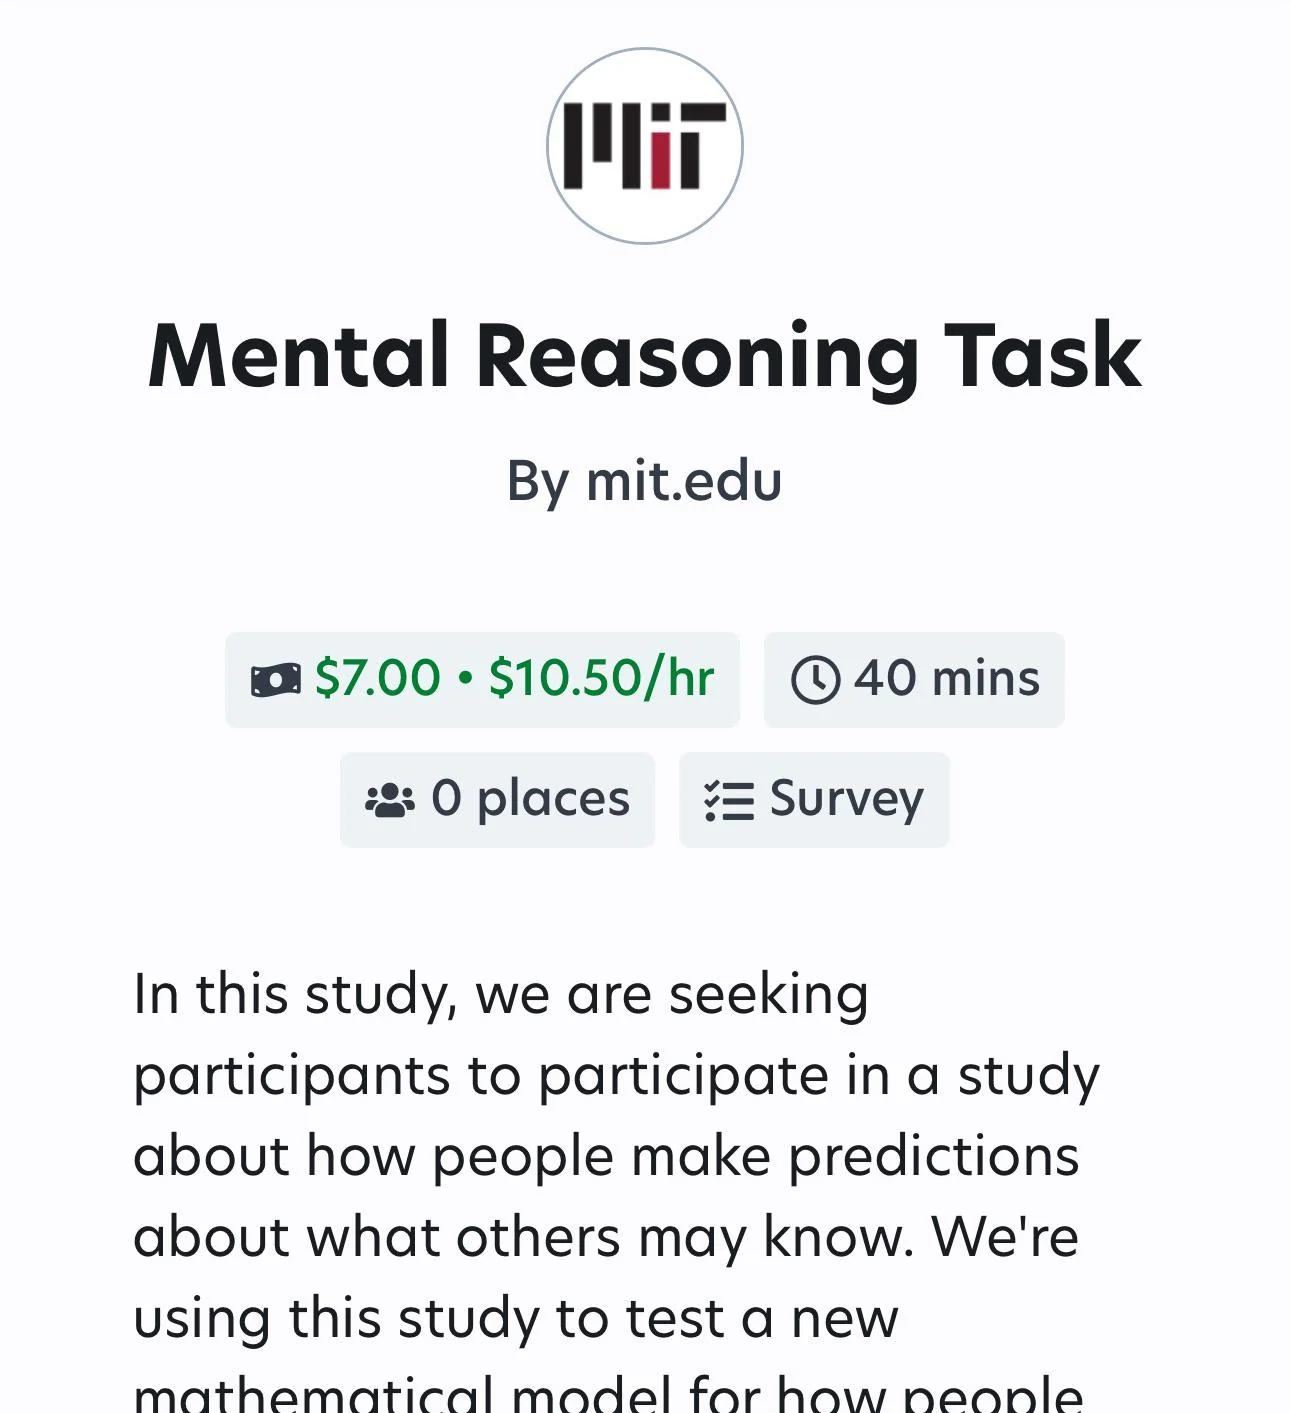 MIT
Mental Reasoning Task
By mit.edu
$7.00 • $10.50/hr
40 mins
0 places
Survey
In this study, we are seeking
participants to participate in a study
about how people make predictions
about what others may know. We're
using this study to test a new
mathematical model for how people